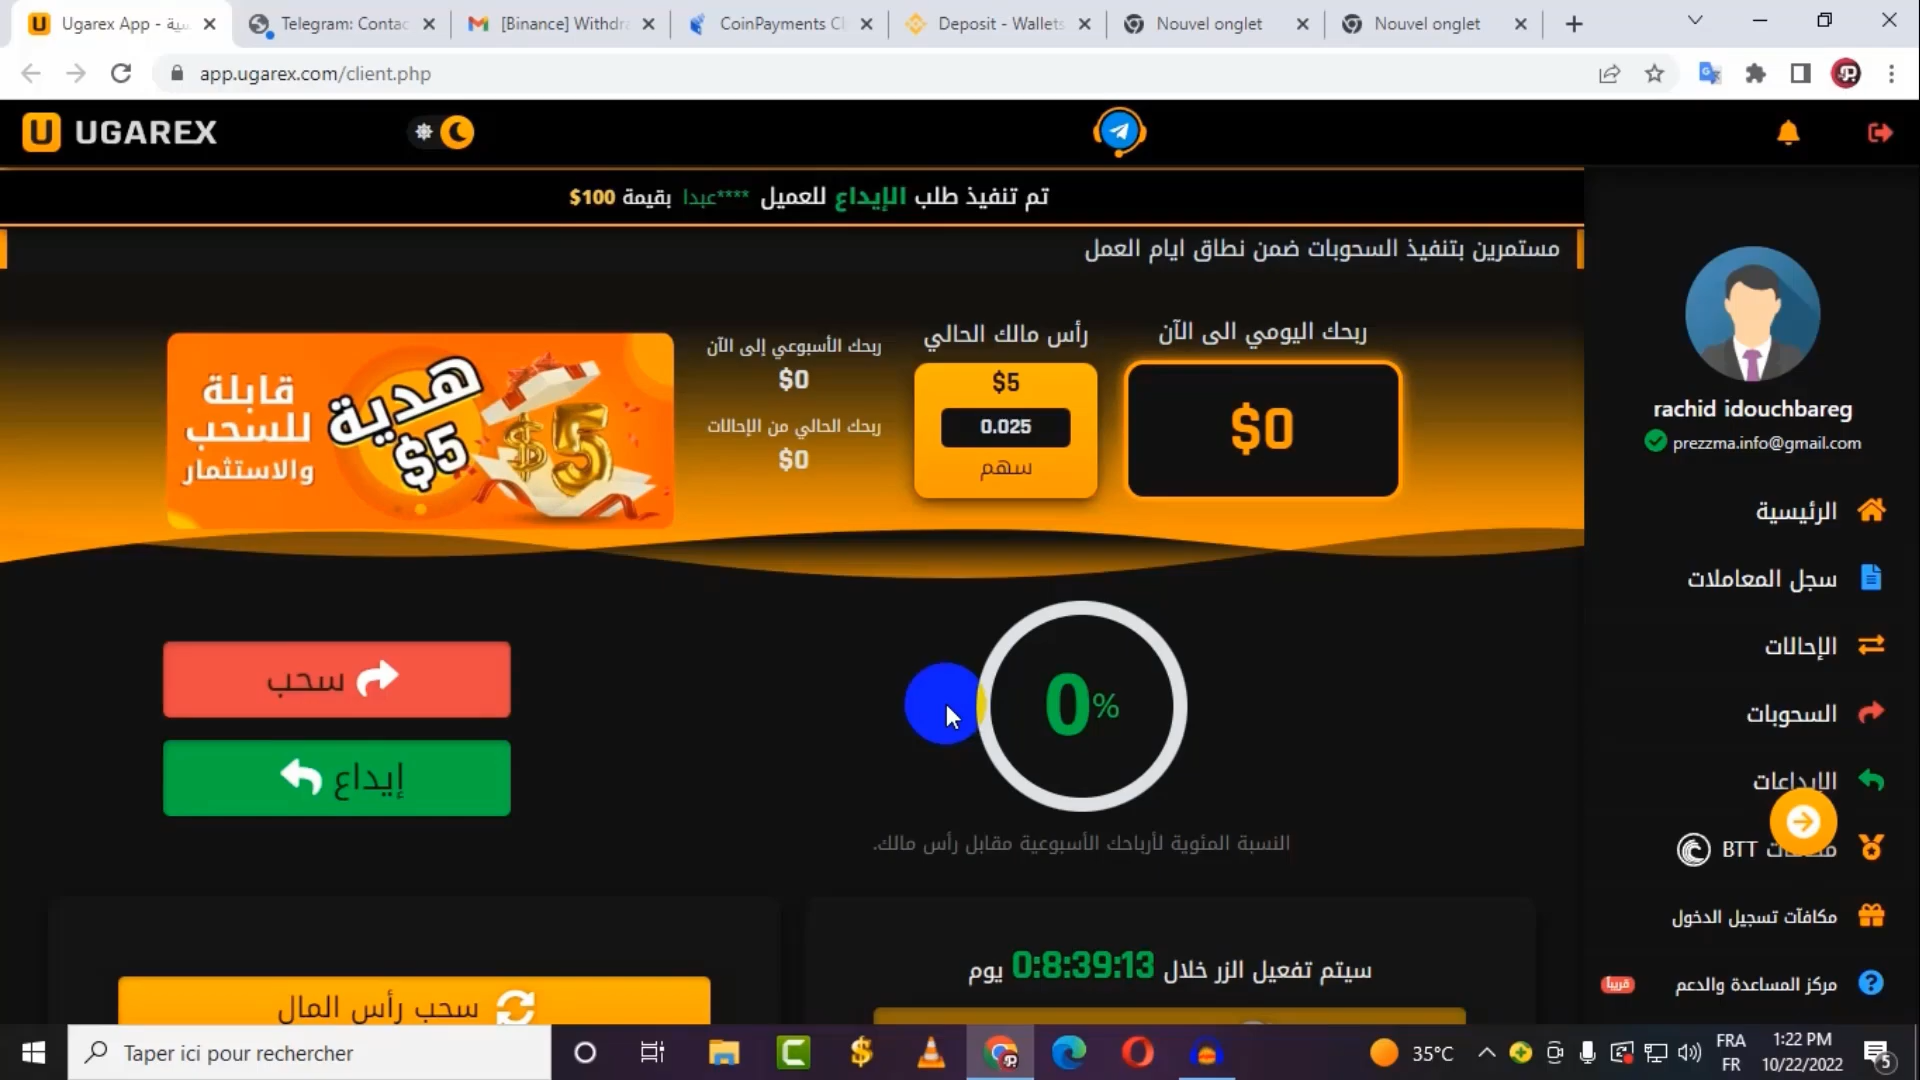 Ugarex App -
Telegram: Contac
[Binance] Withdr
CoinPayments Cl
Deposit - Wallets
Nouvel onglet
Nouvel onglet
app.ugarex.com/client.php
U UGAREX
تم تنفيذ طلب الإيداع للعميل ****عبدا بقيمة 100$
مستمرين بتنفيذ السحوبات ضمن نطاق ايام العمل
ربحك اليومي الى الآن
$0
رأس مالك الحالي
$5
0.025
سهم
ربحك الأسبوعي إلى الآن
$0
ربحك الحالي من الإحالات
$0
هدية
$5
قابلة
للسحب
والاستثمار
$5
سحب
إيداع
0%
النسبة المئوية لأرباحك الأسبوعية مقابل رأس مالك.
سيتم تفعيل الزر خلال 0:8:39:13 يوم
سحب رأس المال
rachid idouchbareg
prezzma.info@gmail.com
الرئيسية
سجل المعاملات
الإحالات
السحوبات
الإيداعات
BTT
مكافآت تسجيل الدخول
مركز المساعدة والدعم
قريبا
Taper ici pour rechercher
35°C
FRA
FR
1:22 PM
10/22/2022
5